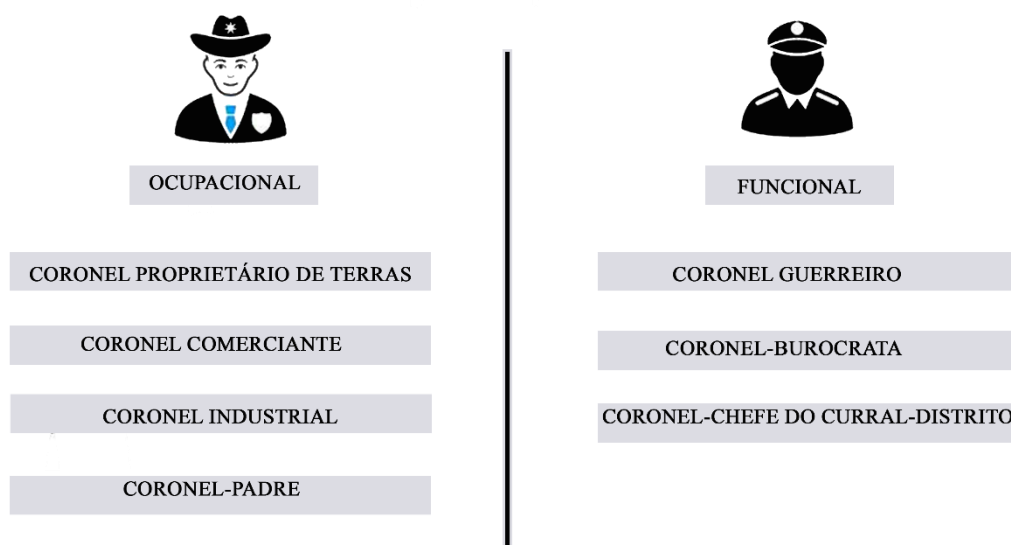 OCUPACIONAL
CORONEL PROPRIETÁRIO DE TERRAS
CORONEL COMERCIANTE
CORONEL INDUSTRIAL
CORONEL-PADRE
FUNCIONAL
CORONEL GUERREIRO
CORONEL-BUROCRATA
CORONEL-CHEFE DO CURRAL-DISTRITO